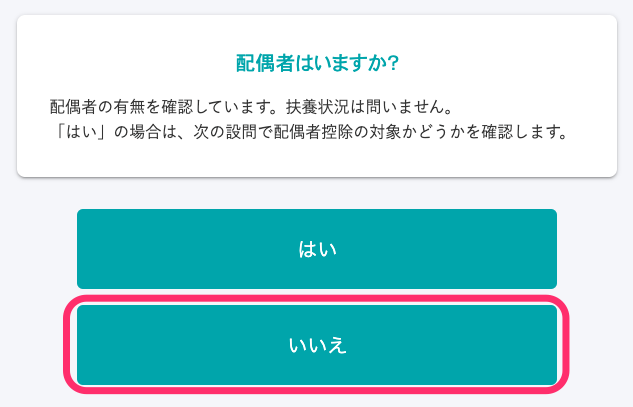 配偶者はいますか?
配偶者の有無を確認しています。扶養状況は問いません。
「はい」の場合は、次の設問で配偶者控除の対象かどうかを確認します。
はい
いいえ